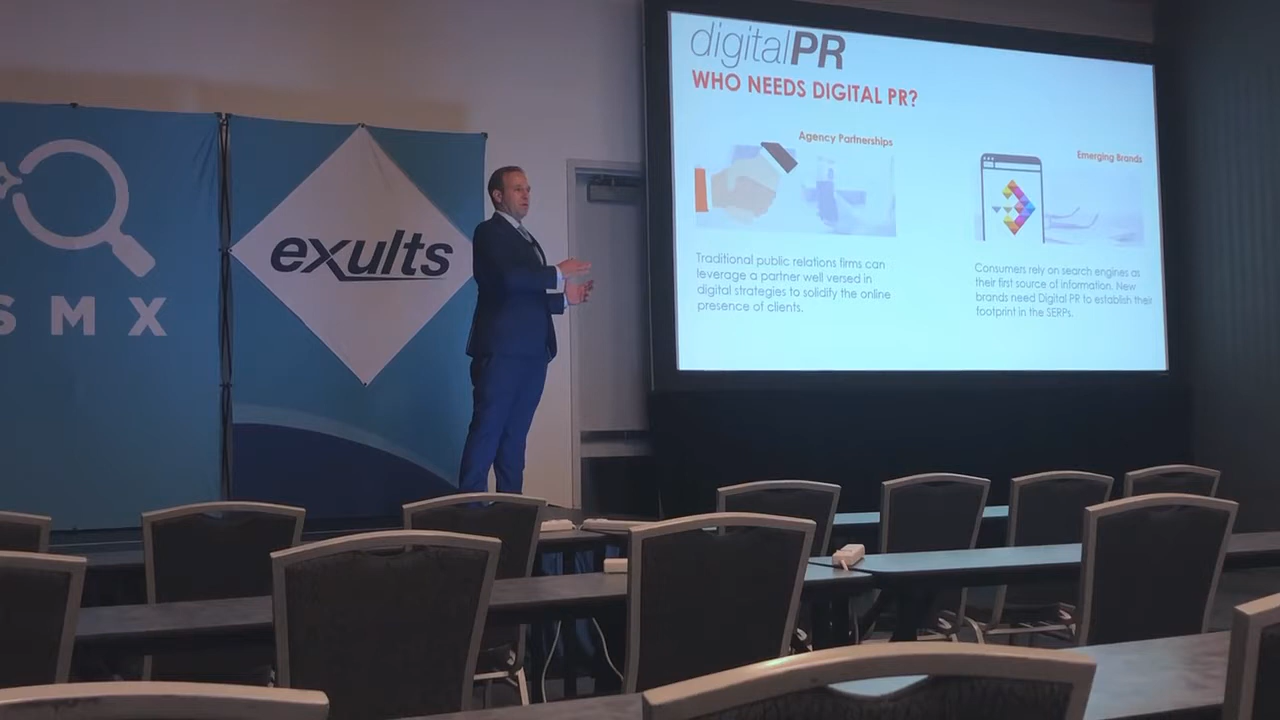 SMX
exults
digitalPR
WHO NEEDS DIGITAL PR?
Agency Partnerships
Traditional public relations firms can
leverage a partner well versed in
digital strategies to solidify the online
presence of clients.
Emerging Brands
Consumers rely on search engines as
their first source of information. New
brands need Digital PR to establish their
footprint in the SERPs.